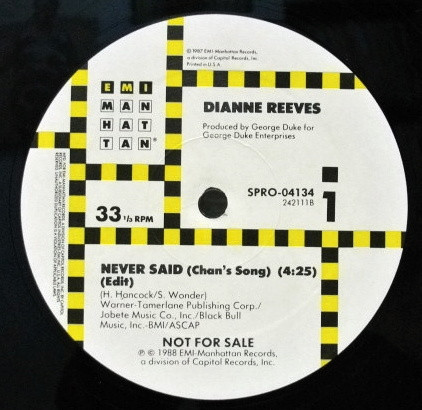 © 1987 EMI-Manhattan Records,
a division of Capitol Records, Inc.
Printed in U.S.A.
EMI
MAN
HAT
TAN®
DIANNE REEVES
Produced by George Duke for
George Duke Enterprises
33 1/3 RPM
SPRO-04134
242111B
1
NEVER SAID (Chan's Song) (4:25)
(Edit)
(H. Hancock/S. Wonder)
Warner-Tamerlane Publishing Corp./
Jobete Music Co., Inc./Black Bull
Music, Inc.-BMI/ASCAP
NOT FOR SALE
℗ © 1988 EMI-Manhattan Records,
a division of Capitol Records, Inc.